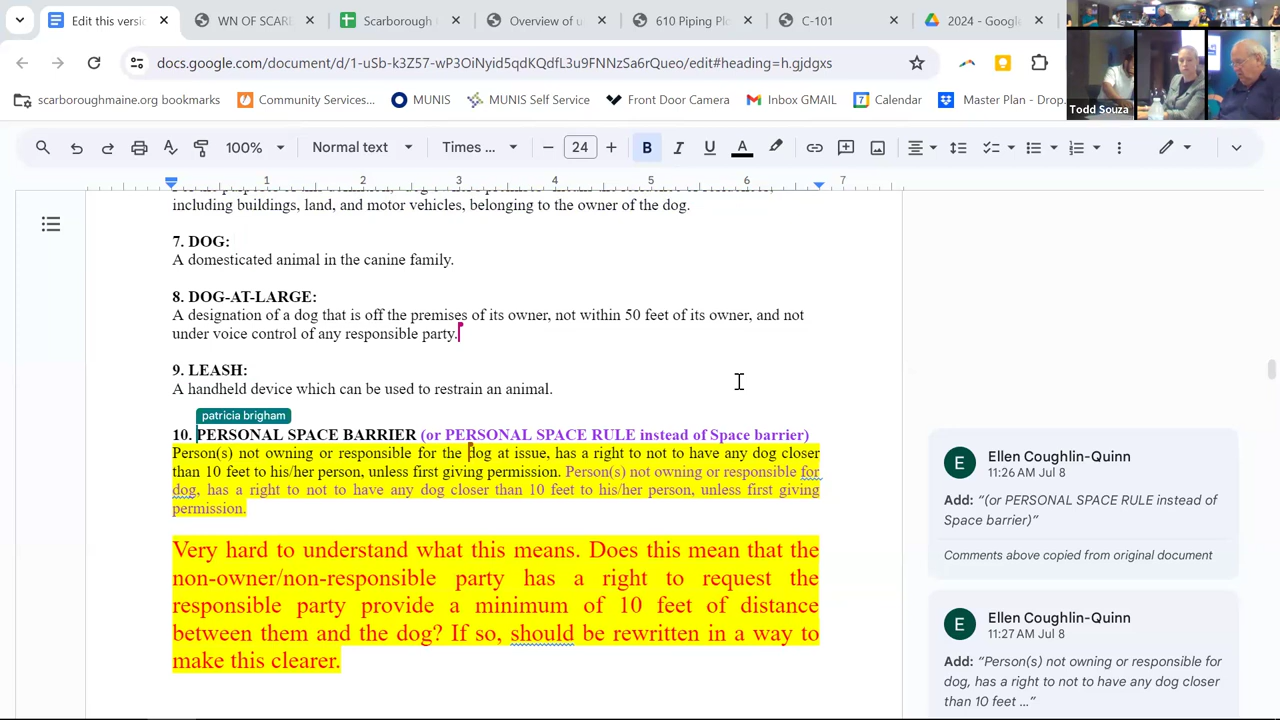 Edit this versi
WN OF SCAR
Scarborough
Overview of
610 Piping Plo
C-101
2024 - Google
docs.google.com/document/d/1-uSb-k3Z57-wP3OiNyid5qdKQdfL3u9FNNzSa6rQueo/edit#heading=h.gjdgxs
scarboroughmaine.org bookmarks
Community Services...
MUNIS
MUNIS Self Service
Front Door Camera
Inbox GMAIL
Calendar
Master Plan - Drop...
Todd Souza
100%
Normal text
Times ...
24
B
I
U
A
1 2 3 4 5 6 7
including buildings, land, and motor vehicles, belonging to the owner of the dog.
7. DOG:
A domesticated animal in the canine family.
8. DOG-AT-LARGE:
A designation of a dog that is off the premises of its owner, not within 50 feet of its owner, and not
under voice control of any responsible party.
9. LEASH:
A handheld device which can be used to restrain an animal.
patricia brigham
10. PERSONAL SPACE BARRIER (or PERSONAL SPACE RULE instead of Space barrier)
Person(s) not owning or responsible for the dog at issue, has a right to not to have any dog closer
than 10 feet to his/her person, unless first giving permission. Person(s) not owning or responsible for
dog, has a right to not to have any dog closer than 10 feet to his/her person, unless first giving
permission.
Very hard to understand what this means. Does this mean that the
non-owner/non-responsible party has a right to request the
responsible party provide a minimum of 10 feet of distance
between them and the dog? If so, should be rewritten in a way to
make this clearer.
E
Ellen Coughlin-Quinn
11:26 AM Jul 8
Add: “(or PERSONAL SPACE RULE instead of
Space barrier)”
Comments above copied from original document
E
Ellen Coughlin-Quinn
11:27 AM Jul 8
Add: “Person(s) not owning or responsible for
dog, has a right to not to have any dog closer
than 10 feet ...”